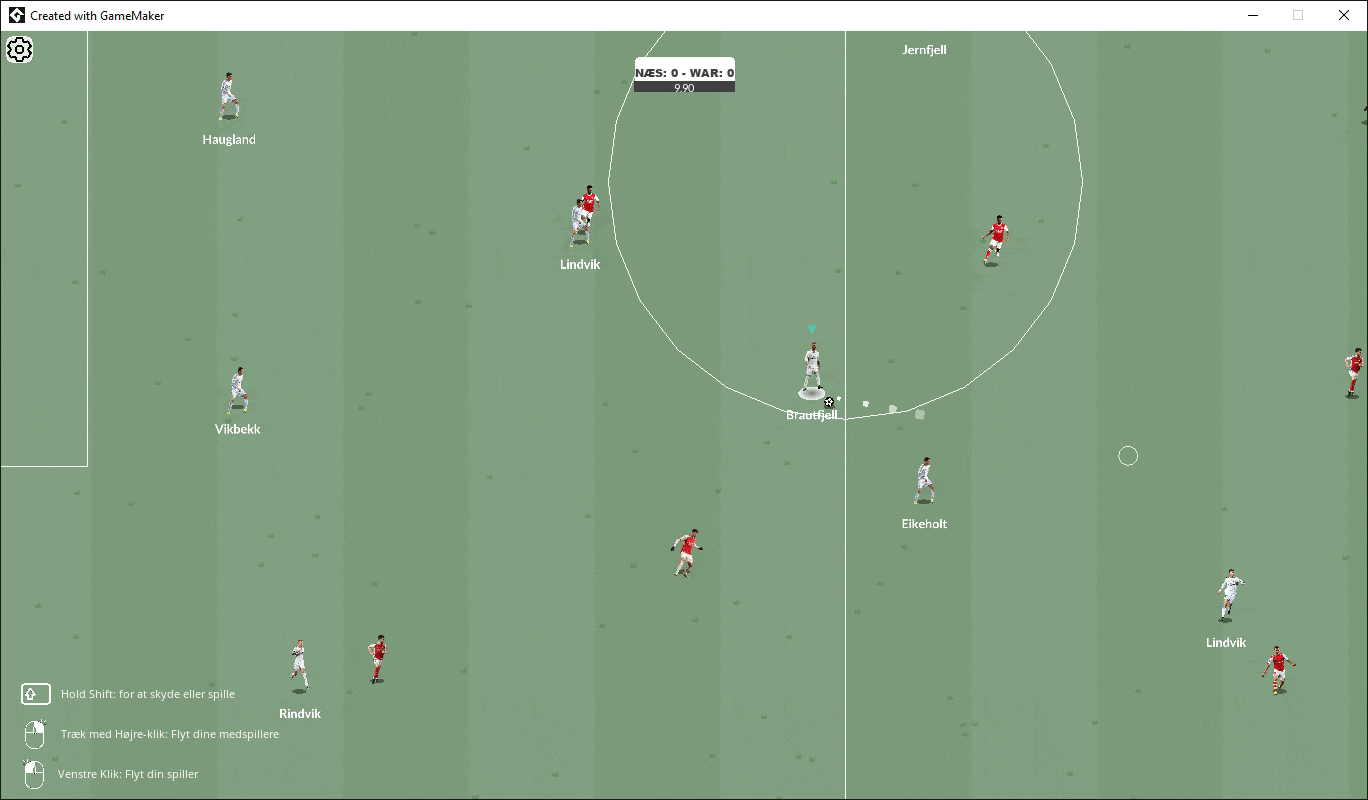 Created with GameMaker
Jernfjell
NÆS: 0 - WAR: 0
9.90
Haugland
Lindvik
Brautfjell
Vikbekk
Eikeholt
Lindvik
Rindvik
Hold Shift: for at skyde eller spille
Træk med Højre-klik: Flyt dine medspillere
Venstre Klik: Flyt din spiller